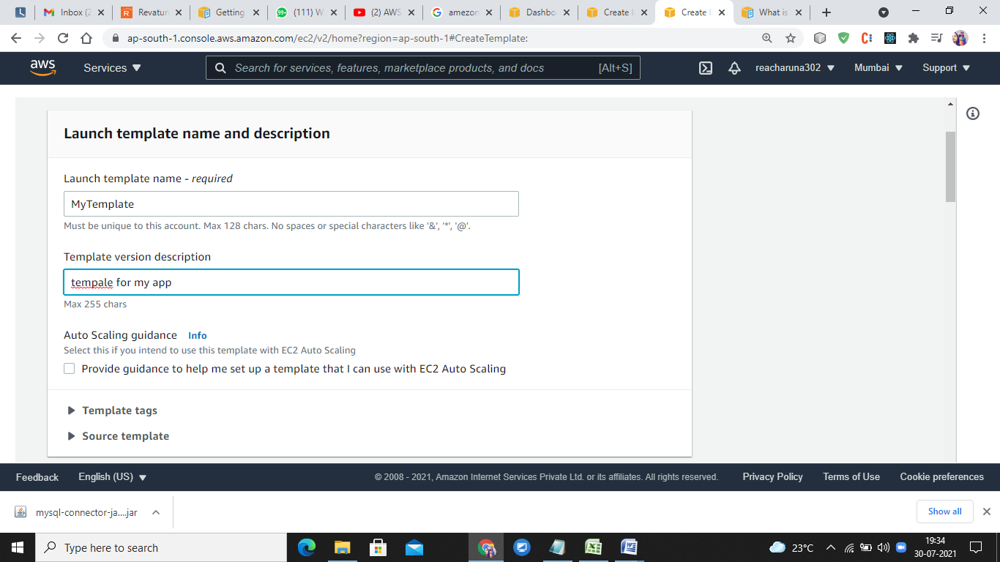 Inbox (2
Revatur
Getting
(111) W
(2) AWS
amezon
Dashbo
Create l
Create l
What is
ap-south-1.console.aws.amazon.com/ec2/v2/home?region=ap-south-1#CreateTemplate:
aws
Services
Search for services, features, marketplace products, and docs
[Alt+S]
reacharuna302
Mumbai
Support
Launch template name and description
Launch template name - required
MyTemplate
Must be unique to this account. Max 128 chars. No spaces or special characters like '&', '*', '@'.
Template version description
tempale for my app
Max 255 chars
Auto Scaling guidance Info
Select this if you intend to use this template with EC2 Auto Scaling
Provide guidance to help me set up a template that I can use with EC2 Auto Scaling
Template tags
Source template
Feedback
English (US)
© 2008 - 2021, Amazon Internet Services Private Ltd. or its affiliates. All rights reserved.
Privacy Policy
Terms of Use
Cookie preferences
mysql-connector-ja....jar
Show all
Type here to search
23°C
19:34
30-07-2021